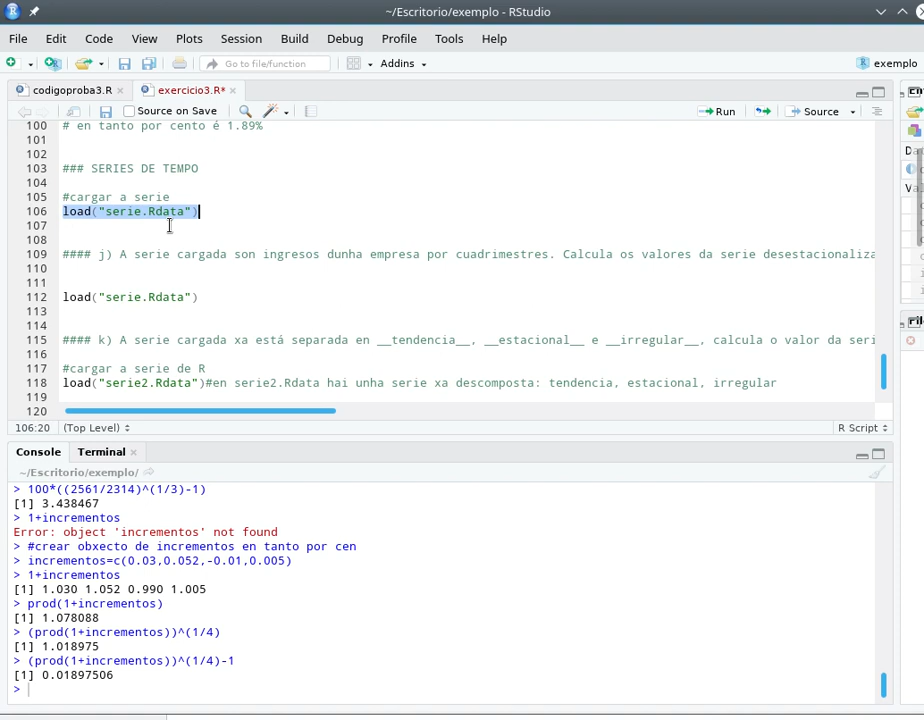 ~/Escritorio/exemplo - RStudio
File Edit Code View Plots Session Build Debug Profile Tools Help
Go to file/function Addins exemplo
codigoproba3.R × exercicio3.R* ×
Source on Save Run Source
100 # en tanto por cento é 1.89%
101
102
103 ### SERIES DE TEMPO
104
105 #cargar a serie
106 load("serie.Rdata")
107
108
109 #### j) A serie cargada son ingresos dunha empresa por cuadrimestres. Calcula os valores da serie desestacionaliza
110
111
112 load("serie.Rdata")
113
114
115 #### k) A serie cargada xa está separada en __tendencia__, __estacional__ e __irregular__, calcula o valor da seri
116
117 #cargar a serie de R
118 load("serie2.Rdata")#en serie2.Rdata hai unha serie xa descomposta: tendencia, estacional, irregular
119
120
106:20 (Top Level) R Script
Console Terminal ×
~/Escritorio/exemplo/
> 100*((2561/2314)^(1/3)-1)
[1] 3.438467
> 1+incrementos
Error: object 'incrementos' not found
> #crear obxecto de incrementos en tanto por cen
> incrementos=c(0.03,0.052,-0.01,0.005)
> 1+incrementos
[1] 1.030 1.052 0.990 1.005
> prod(1+incrementos)
[1] 1.078088
> (prod(1+incrementos))^(1/4)
[1] 1.018975
> (prod(1+incrementos))^(1/4)-1
[1] 0.01897506
>